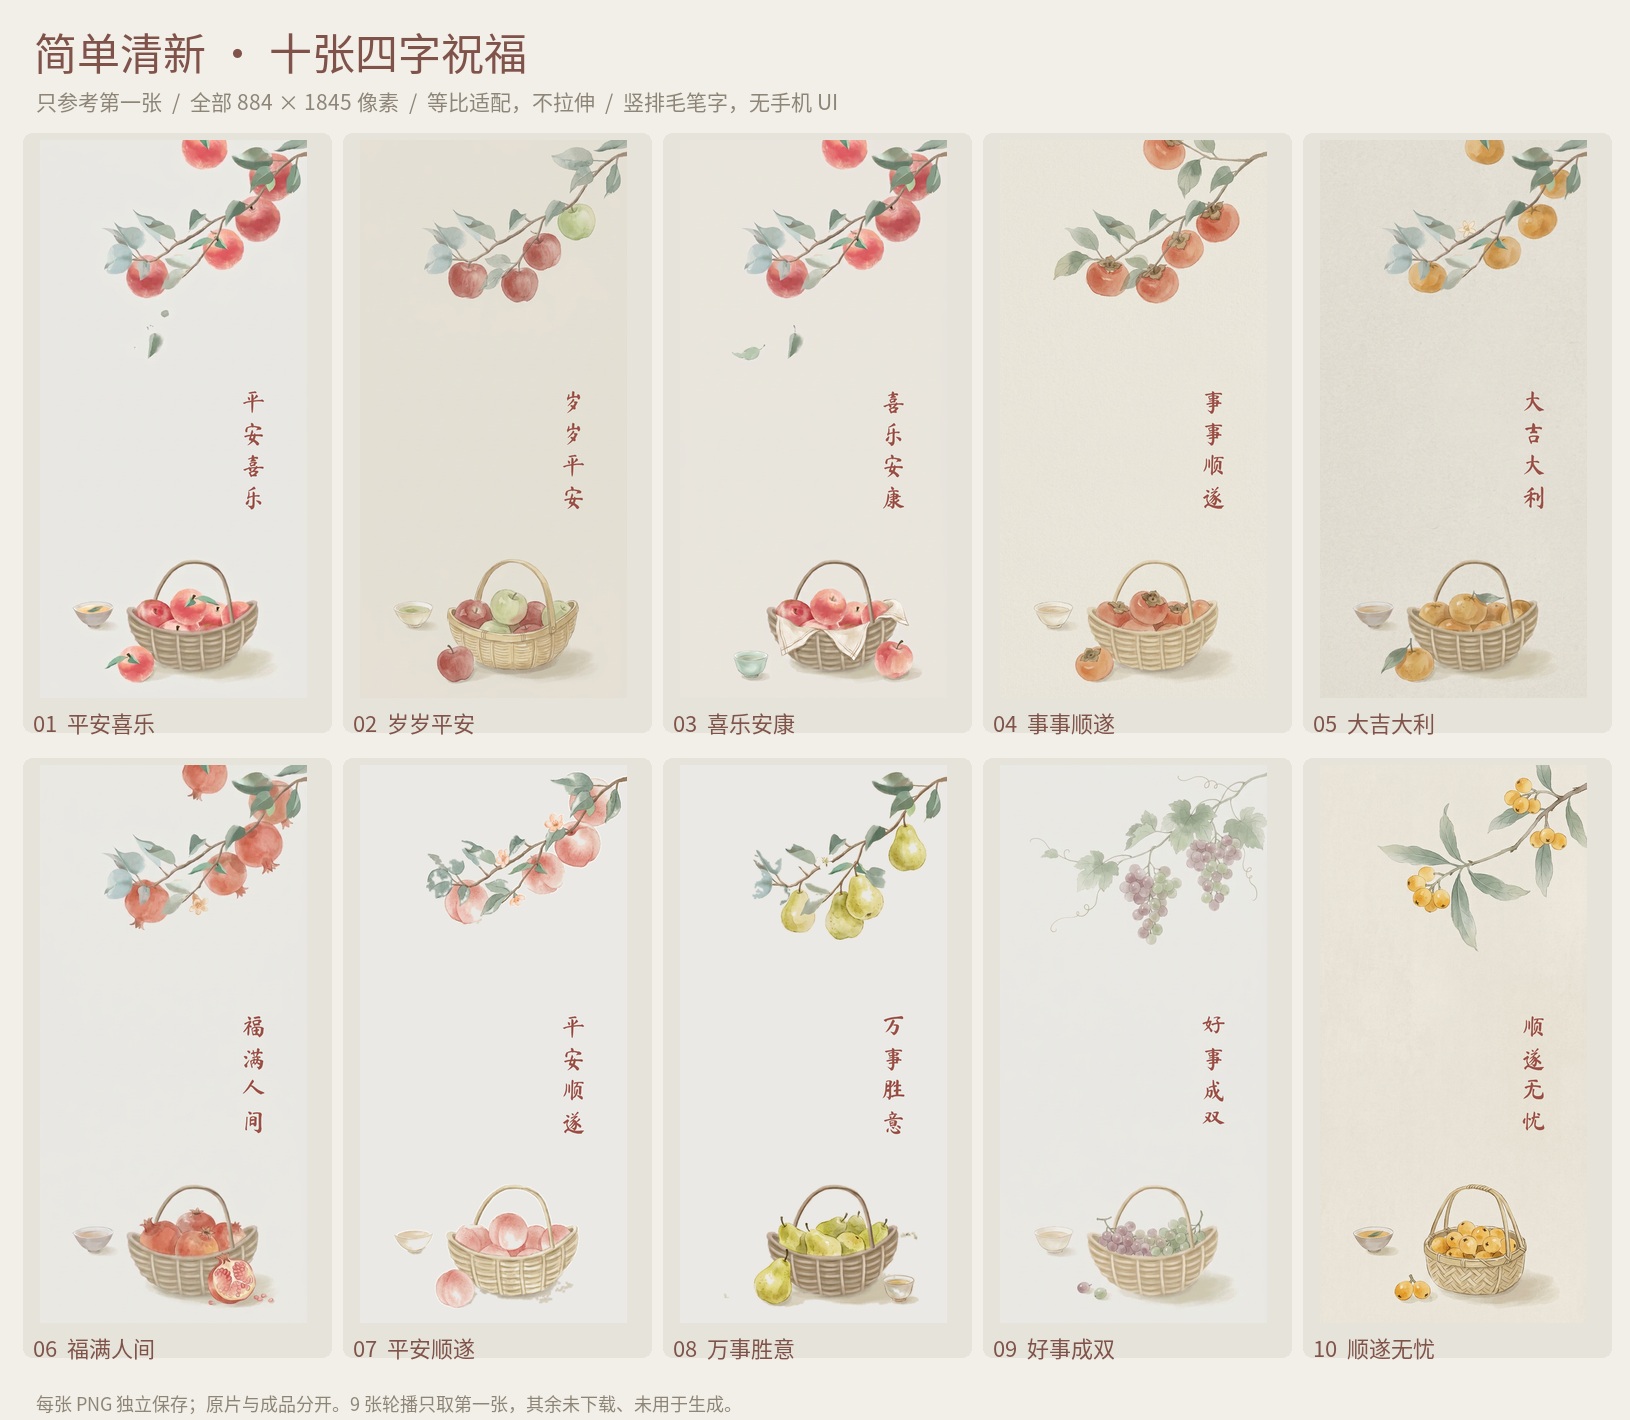 简单清新 · 十张四字祝福
只参考第一张 / 全部 884 × 1845 像素 / 等比适配，不拉伸 / 竖排毛笔字，无手机 UI
平安喜乐
01 平安喜乐
岁岁平安
02 岁岁平安
喜乐安康
03 喜乐安康
事事顺遂
04 事事顺遂
大吉大利
05 大吉大利
福满人间
06 福满人间
平安顺遂
07 平安顺遂
万事胜意
08 万事胜意
好事成双
09 好事成双
顺遂无忧
10 顺遂无忧
每张 PNG 独立保存；原片与成品分开。9 张轮播只取第一张，其余未下载、未用于生成。